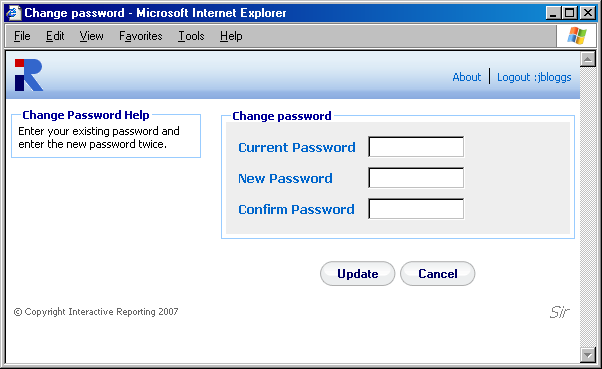 Change password - Microsoft Internet Explorer
File Edit View Favorites Tools Help
R
About Logout :jbloggs
Change Password Help
Enter your existing password and
enter the new password twice.
Change password
Current Password
New Password
Confirm Password
Update Cancel
© Copyright Interactive Reporting 2007
Sir